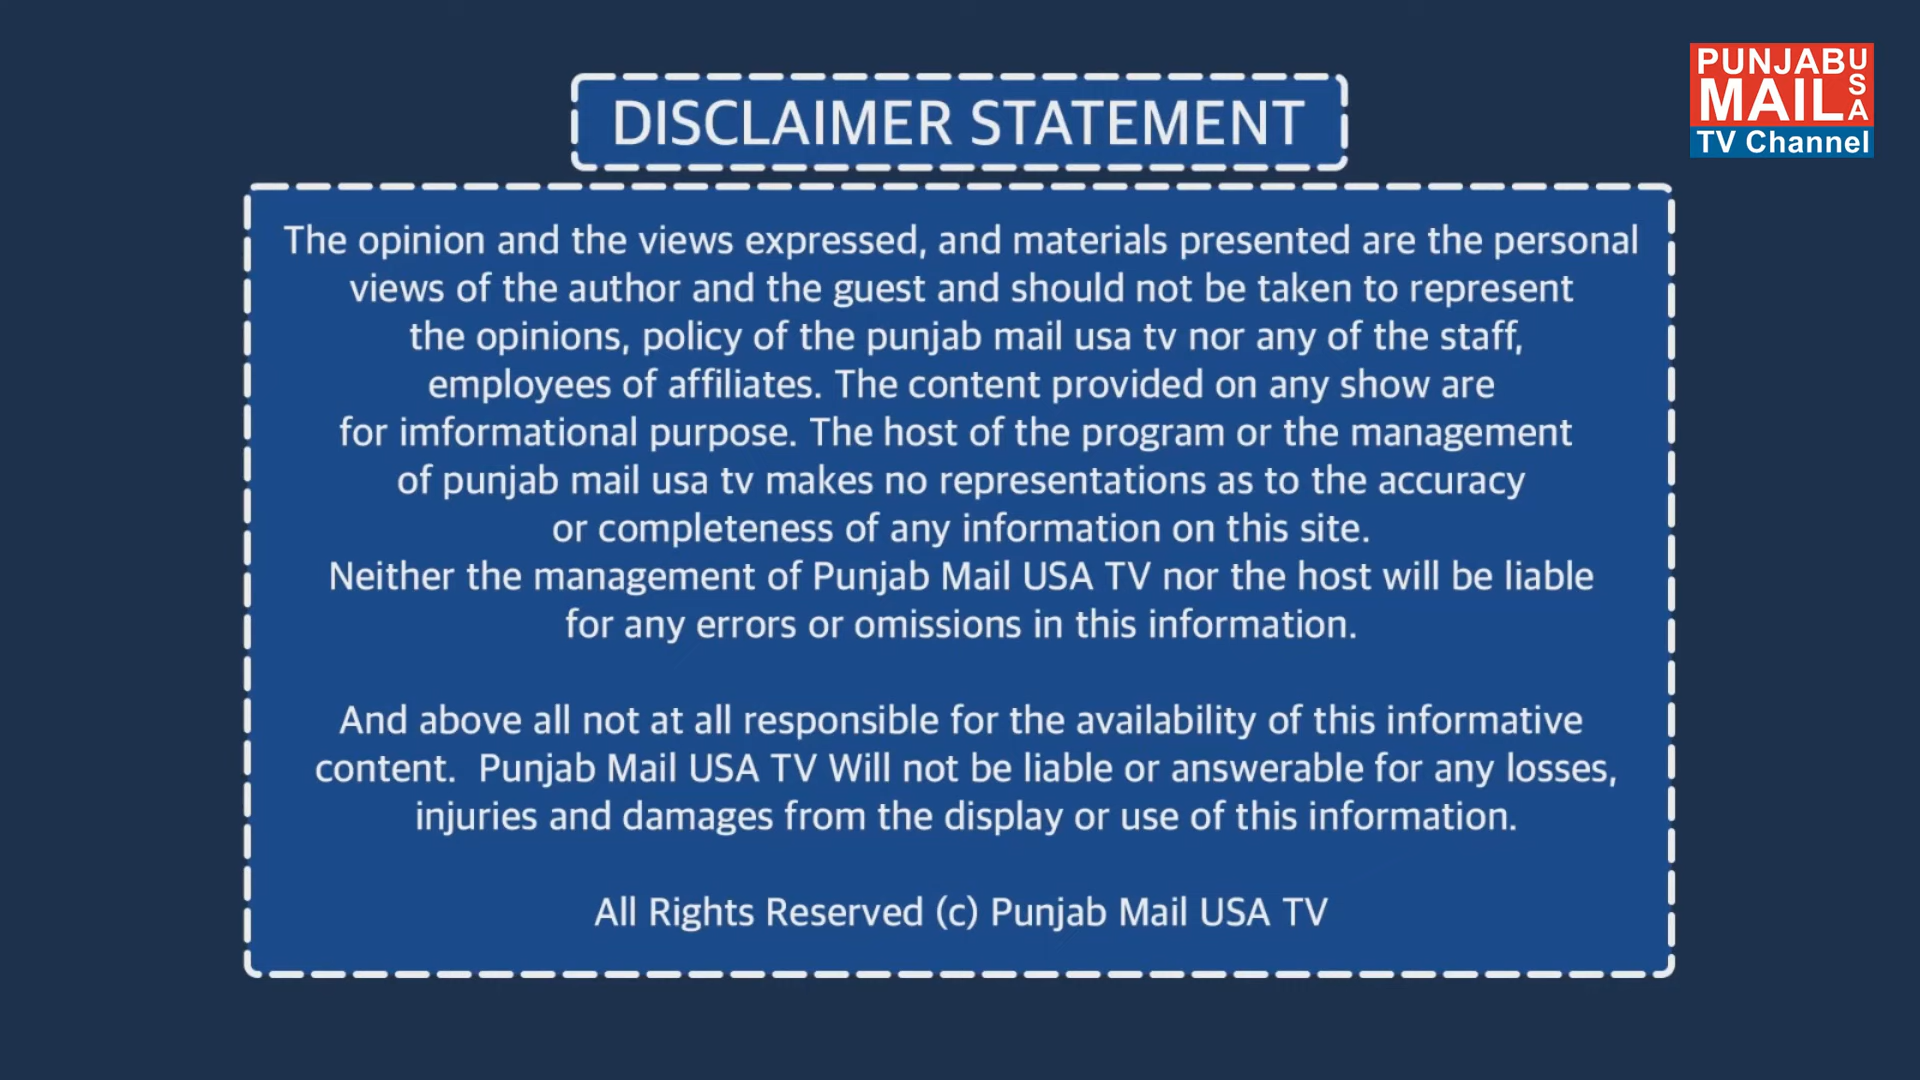 DISCLAIMER STATEMENT
PUNJAB USA
MAIL
TV Channel
The opinion and the views expressed, and materials presented are the personal
views of the author and the guest and should not be taken to represent
the opinions, policy of the punjab mail usa tv nor any of the staff,
employees of affiliates. The content provided on any show are
for imformational purpose. The host of the program or the management
of punjab mail usa tv makes no representations as to the accuracy
or completeness of any information on this site.
Neither the management of Punjab Mail USA TV nor the host will be liable
for any errors or omissions in this information.
And above all not at all responsible for the availability of this informative
content.  Punjab Mail USA TV Will not be liable or answerable for any losses,
injuries and damages from the display or use of this information.
All Rights Reserved (c) Punjab Mail USA TV